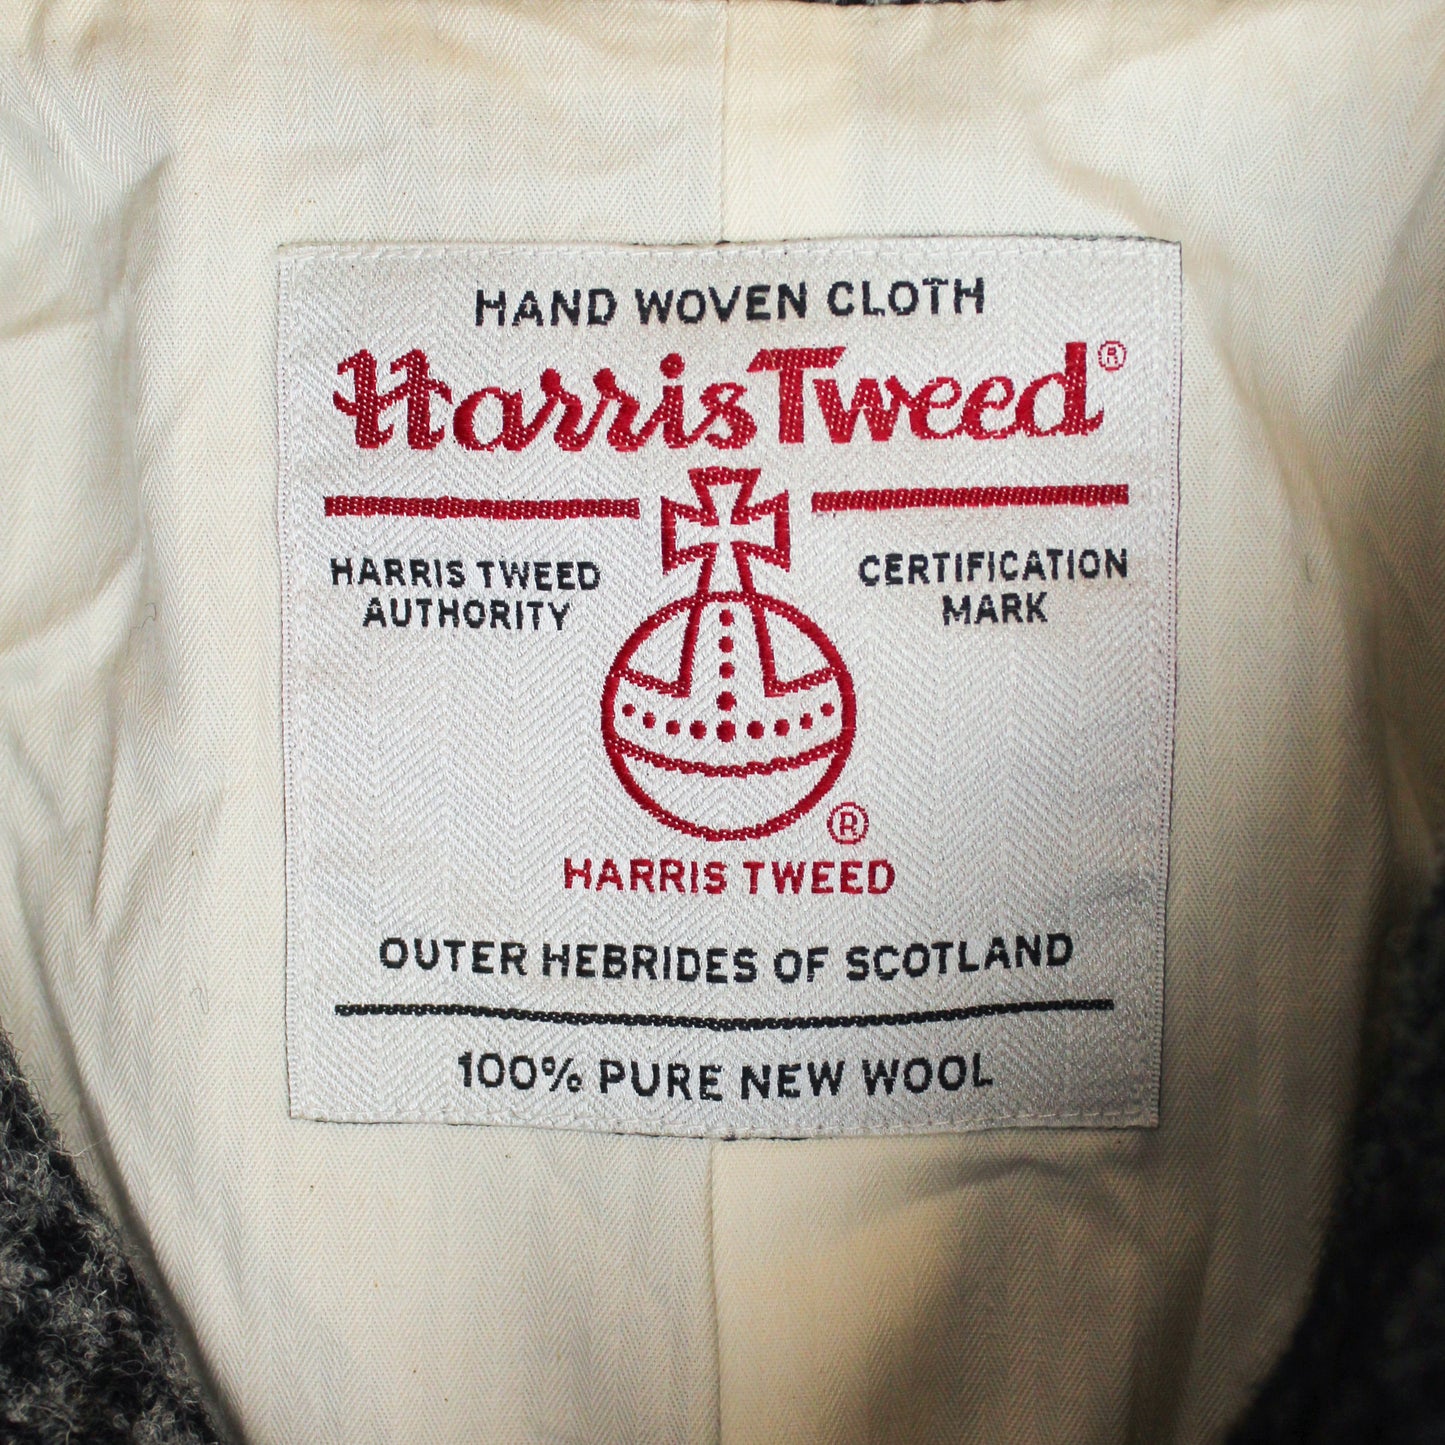 HAND WOVEN CLOTH
Harris Tweed ®
HARRIS TWEED
AUTHORITY
CERTIFICATION
MARK
®
HARRIS TWEED
OUTER HEBRIDES OF SCOTLAND
100% PURE NEW WOOL